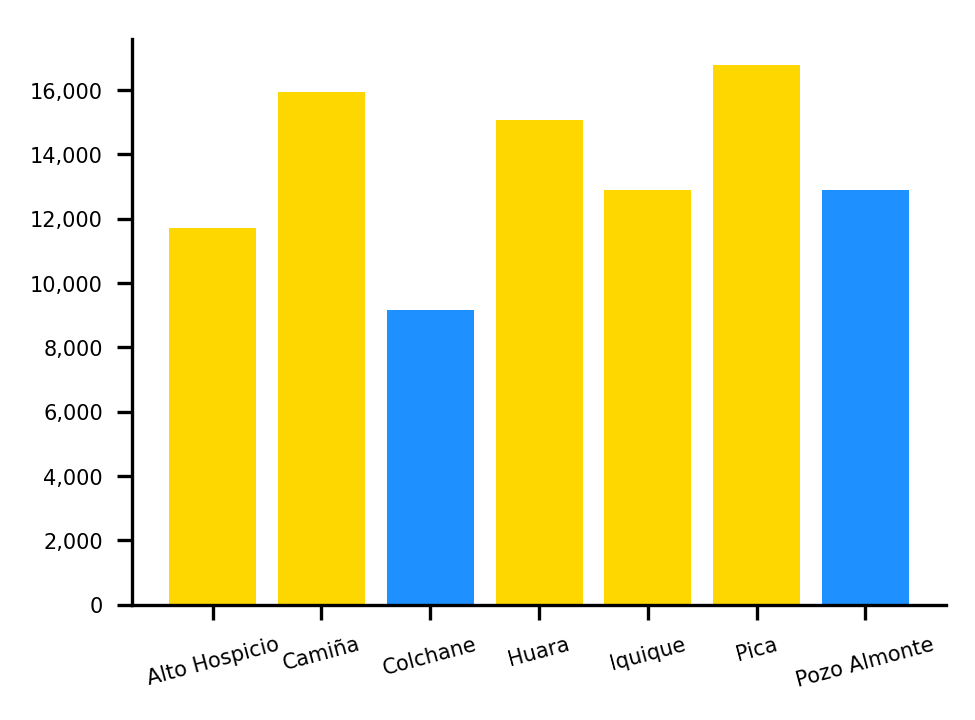 16,000
14,000
12,000
10,000
8,000
6,000
4,000
2,000
0
Alto Hospicio
Camiña
Colchane
Huara
Iquique
Pica
Pozo Almonte